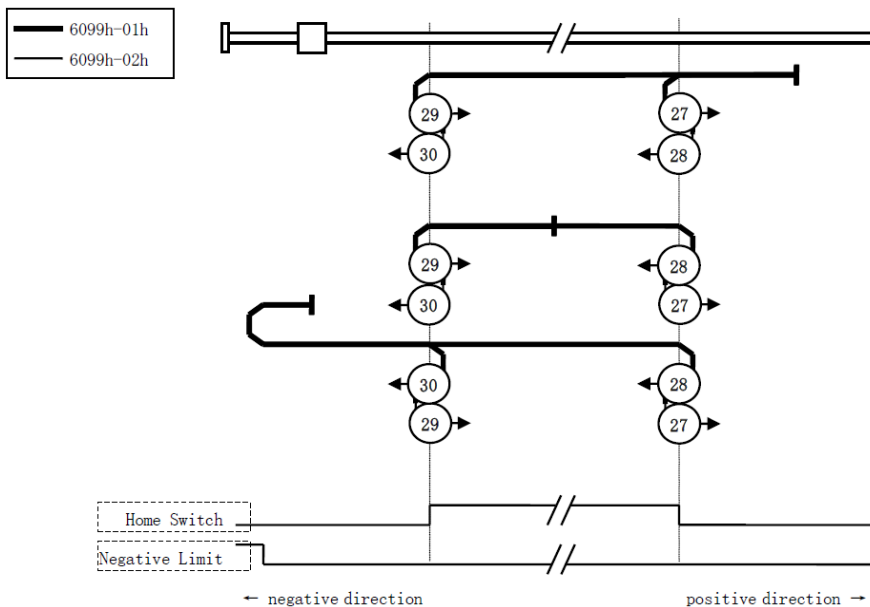 6099h-01h
6099h-02h
29 27
30 28
29 28
30 27
30 28
29 27
Home Switch
Negative Limit
← negative direction positive direction →